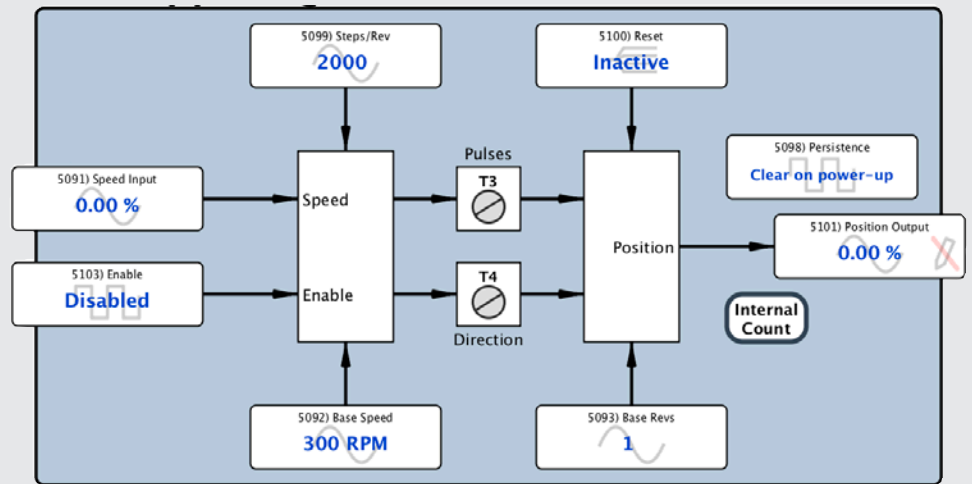 5099) Steps/Rev
2000
5100) Reset
Inactive
5098) Persistence
Clear on power-up
Pulses
T3
5091) Speed Input
0.00 %
Speed
5101) Position Output
0.00 %
Position
5103) Enable
Disabled
Enable
T4
Direction
Internal
Count
5092) Base Speed
300 RPM
5093) Base Revs
1